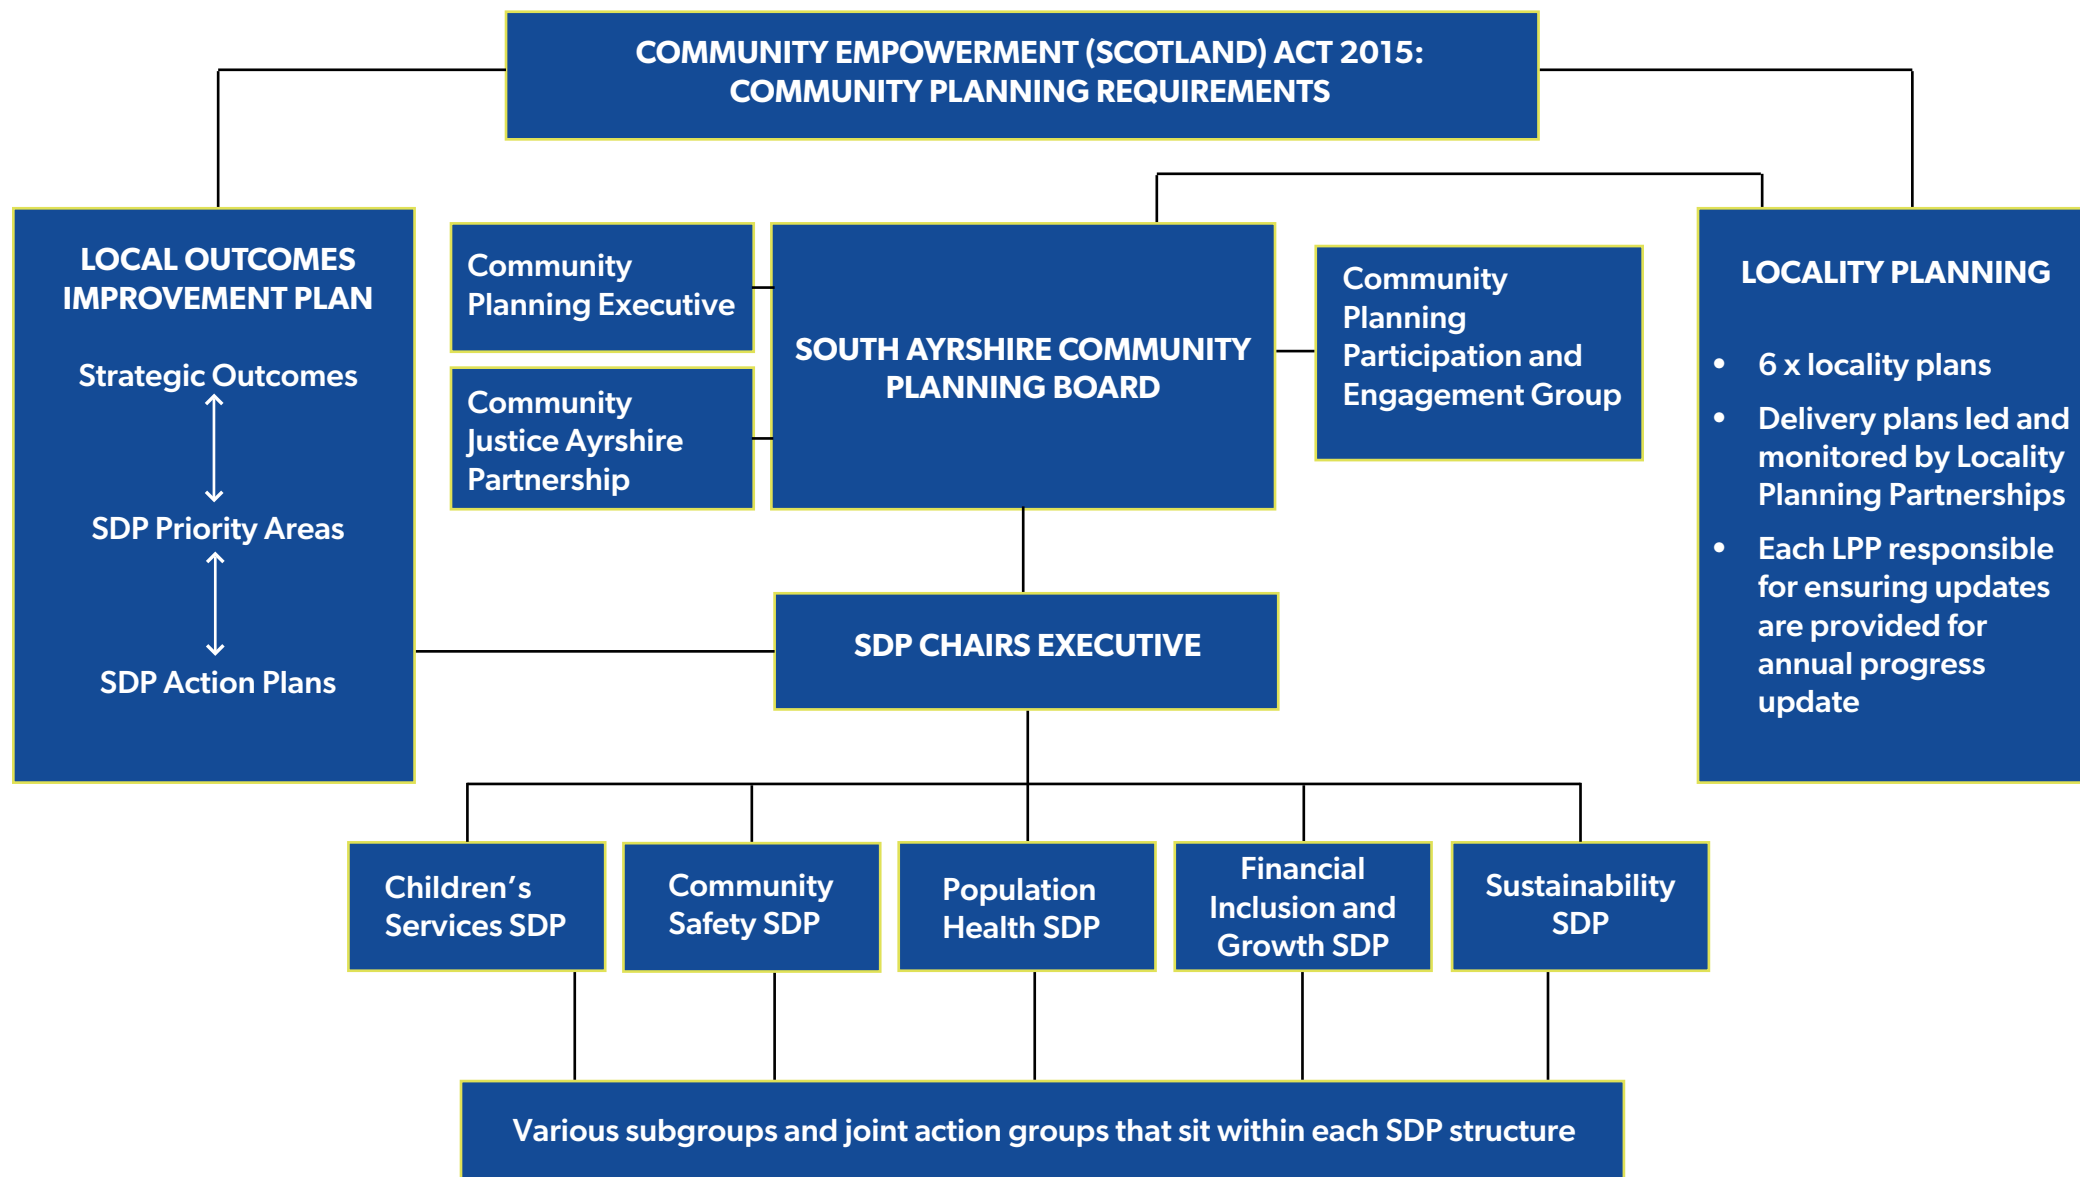 COMMUNITY EMPOWERMENT (SCOTLAND) ACT 2015:
COMMUNITY PLANNING REQUIREMENTS
LOCAL OUTCOMES
IMPROVEMENT PLAN
Strategic Outcomes
SDP Priority Areas
SDP Action Plans
Community
Planning Executive
Community
Justice Ayrshire
Partnership
SOUTH AYRSHIRE COMMUNITY
PLANNING BOARD
Community
Planning
Participation and
Engagement Group
LOCALITY PLANNING
• 6 x locality plans
• Delivery plans led and
monitored by Locality
Planning Partnerships
• Each LPP responsible
for ensuring updates
are provided for
annual progress
update
SDP CHAIRS EXECUTIVE
Children’s
Services SDP
Community
Safety SDP
Population
Health SDP
Financial
Inclusion and
Growth SDP
Sustainability
SDP
Various subgroups and joint action groups that sit within each SDP structure